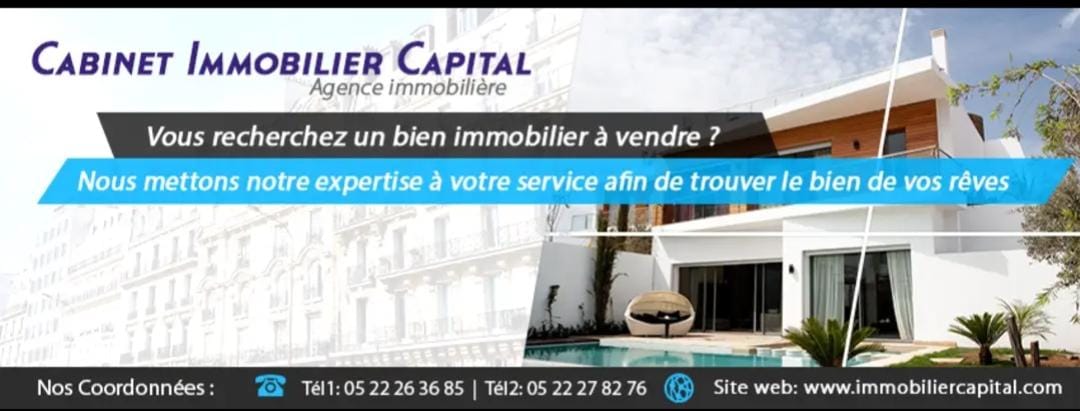 CABINET IMMOBILIER CAPITAL
Agence immobilière
Vous recherchez un bien immobilier à vendre ?
Nous mettons notre expertise à votre service afin de trouver le bien de vos rêves
Nos Coordonnées : Tél1: 05 22 26 36 85 | Tél2: 05 22 27 82 76 Site web: www.immobiliercapital.com